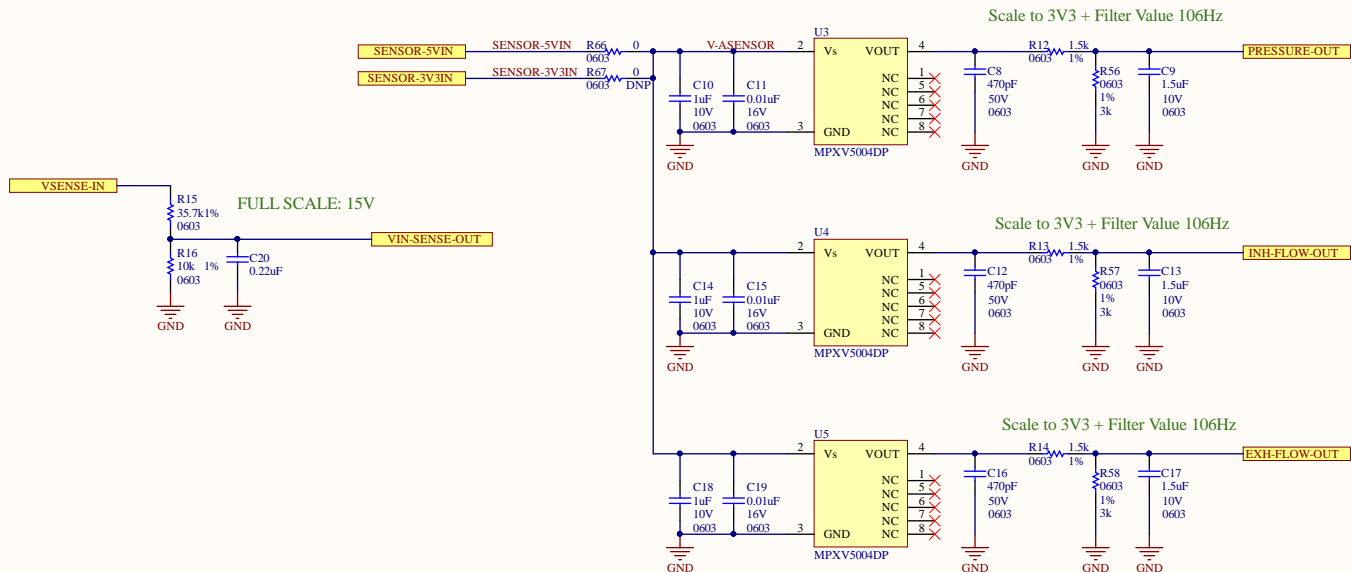 Scale to 3V3 + Filter Value 106Hz
SENSOR-5VIN
SENSOR-5VIN
R66
0
0603
V-ASENSOR
SENSOR-3V3IN
SENSOR-3V3IN
R67
0
0603
DNP
C10
1uF
10V
0603
C11
0.01uF
16V
0603
GND
U3
2
Vs
VOUT
4
NC
1
NC
5
NC
6
NC
7
NC
8
3
GND
MPXV5004DP
C8
470pF
50V
0603
GND
R12
1.5k
0603
1%
R56
0603
1%
3k
GND
C9
1.5uF
10V
0603
GND
PRESSURE-OUT
VSENSE-IN
R15
35.7k1%
0603
FULL SCALE: 15V
R16
10k 1%
0603
GND
C20
0.22uF
GND
VIN-SENSE-OUT
Scale to 3V3 + Filter Value 106Hz
C14
1uF
10V
0603
C15
0.01uF
16V
0603
GND
U4
2
Vs
VOUT
4
NC
1
NC
5
NC
6
NC
7
NC
8
3
GND
MPXV5004DP
C12
470pF
50V
0603
GND
R13
1.5k
0603
1%
R57
0603
1%
3k
GND
C13
1.5uF
10V
0603
GND
INH-FLOW-OUT
Scale to 3V3 + Filter Value 106Hz
C18
1uF
10V
0603
C19
0.01uF
16V
0603
GND
U5
2
Vs
VOUT
4
NC
1
NC
5
NC
6
NC
7
NC
8
3
GND
MPXV5004DP
C16
470pF
50V
0603
GND
R14
1.5k
0603
1%
R58
0603
1%
3k
GND
C17
1.5uF
10V
0603
GND
EXH-FLOW-OUT